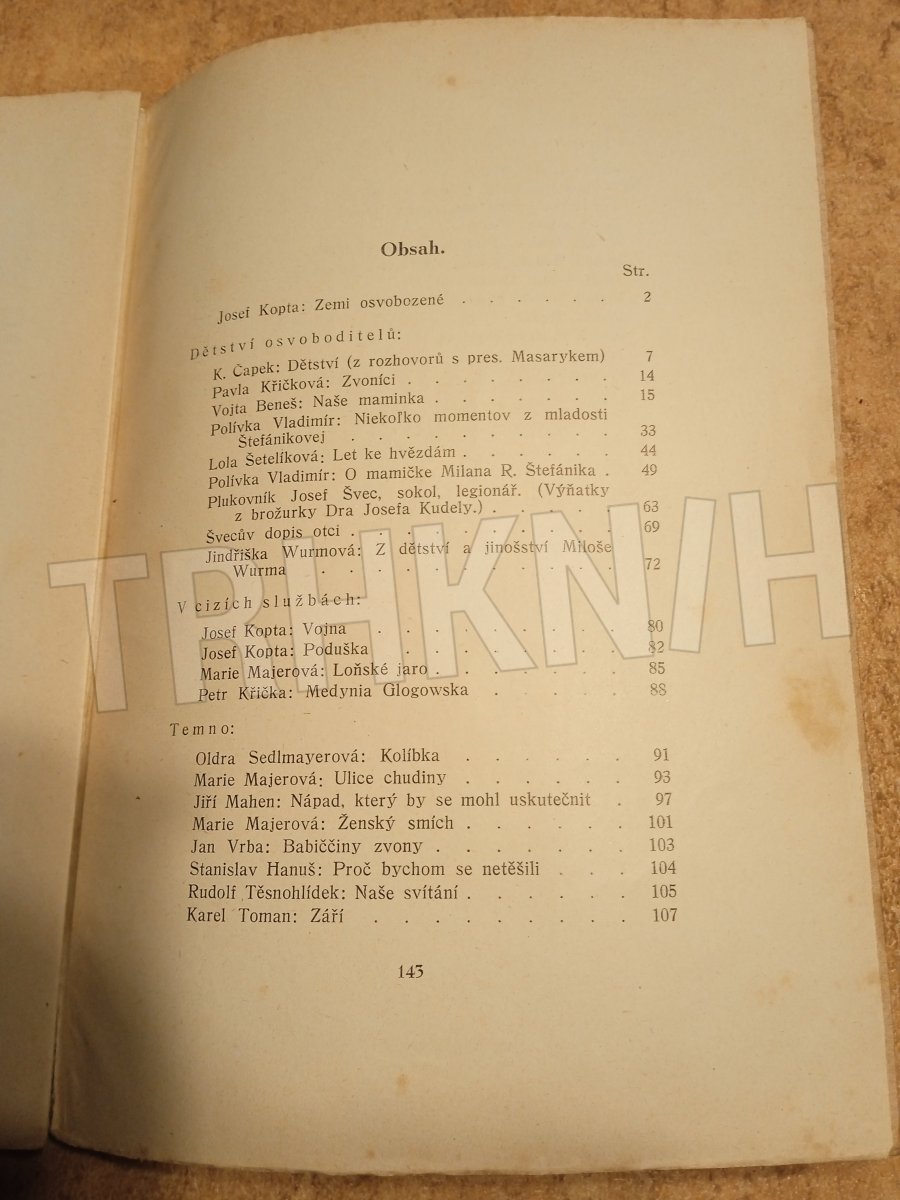 Obsah.
Str.
Josef Kopta: Zemi osvobozené . . . . . . 2
Dětství osvoboditelů:
K. Čapek: Dětství (z rozhovorů s pres. Masarykem) 7
Pavla Křičková: Zvoníci . . . . . . . . 14
Vojta Beneš: Naše maminka . . . . . . . 15
Polívka Vladimír: Niekoľko momentov z mladosti
Štefánikovej . . . . . . . . . . 33
Lola Šetelíková: Let ke hvězdám . . . . . . 44
Polívka Vladimír: O mamičke Milana R. Štefánika . 49
Plukovník Josef Švec, sokol, legionář. (Výňatky
z brožurky Dra Josefa Kudely.) . . . . . 63
Švecův dopis otci . . . . . . . . . . 69
Jindřiška Wurmová: Z dětství a jinošství Miloše
Wurma . . . . . . . . . . . 72
V cizích službách:
Josef Kopta: Vojna . . . . . . . . . 80
Josef Kopta: Poduška . . . . . . . . 82
Marie Majerová: Loňské jaro . . . . . . . 85
Petr Křička: Medynia Glogowska . . . . . 88
Temno:
Oldra Sedlmayerová: Kolíbka . . . . . . 91
Marie Majerová: Ulice chudiny . . . . . . 93
Jiří Mahen: Nápad, který by se mohl uskutečnit . 97
Marie Majerová: Ženský smích . . . . . . 101
Jan Vrba: Babiččiny zvony . . . . . . . 103
Stanislav Hanuš: Proč bychom se netěšili . . . 104
Rudolf Těsnohlídek: Naše svítání . . . . . . 105
Karel Toman: Září . . . . . . . . . 107
143
TRHKNIH